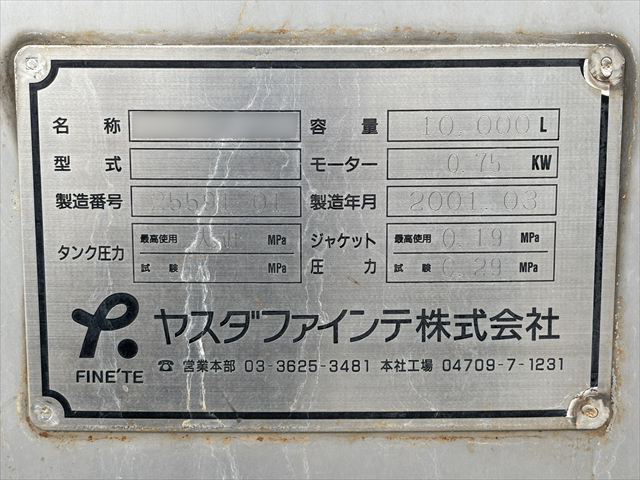 名称 容量 10,000 L
型式 モーター 0.75 KW
製造番号 製造年月 2001.03
タンク圧力 最高使用 大気 MPa ジャケット圧力 最高使用 0.19 MPa
試験 MPa 試験 0.29 MPa
ヤスダファインテ株式会社
FINE'TE ☎ 営業本部 03-3625-3481 本社工場 04709-7-1231